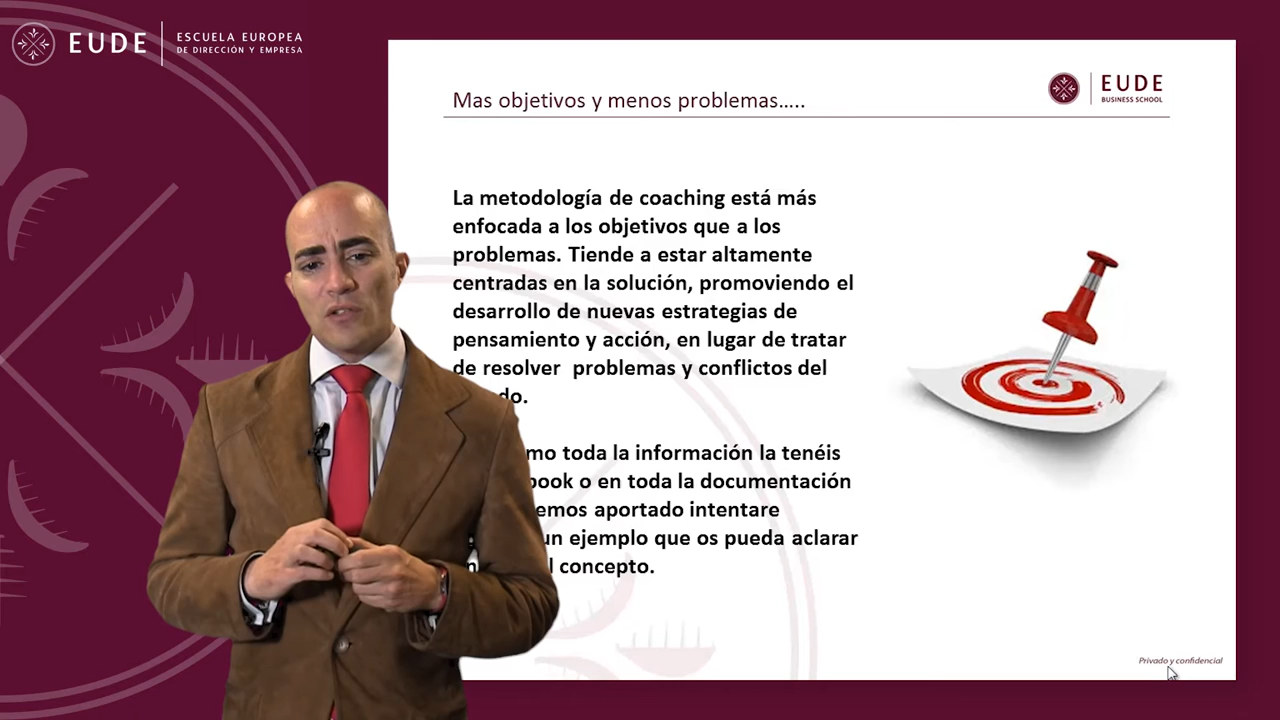 EUDE
ESCUELA EUROPEA
DE DIRECCIÓN Y EMPRESA
Mas objetivos y menos problemas.....
EUDE
BUSINESS SCHOOL
La metodología de coaching está más
enfocada a los objetivos que a los
problemas. Tiende a estar altamente
centradas en la solución, promoviendo el
desarrollo de nuevas estrategias de
pensamiento y acción, en lugar de tratar
de resolver problemas y conflictos del
do.
mo toda la información la tenéis
book o en toda la documentación
emos aportado intentare
un ejemplo que os pueda aclarar
l concepto.
Privado y confidencial